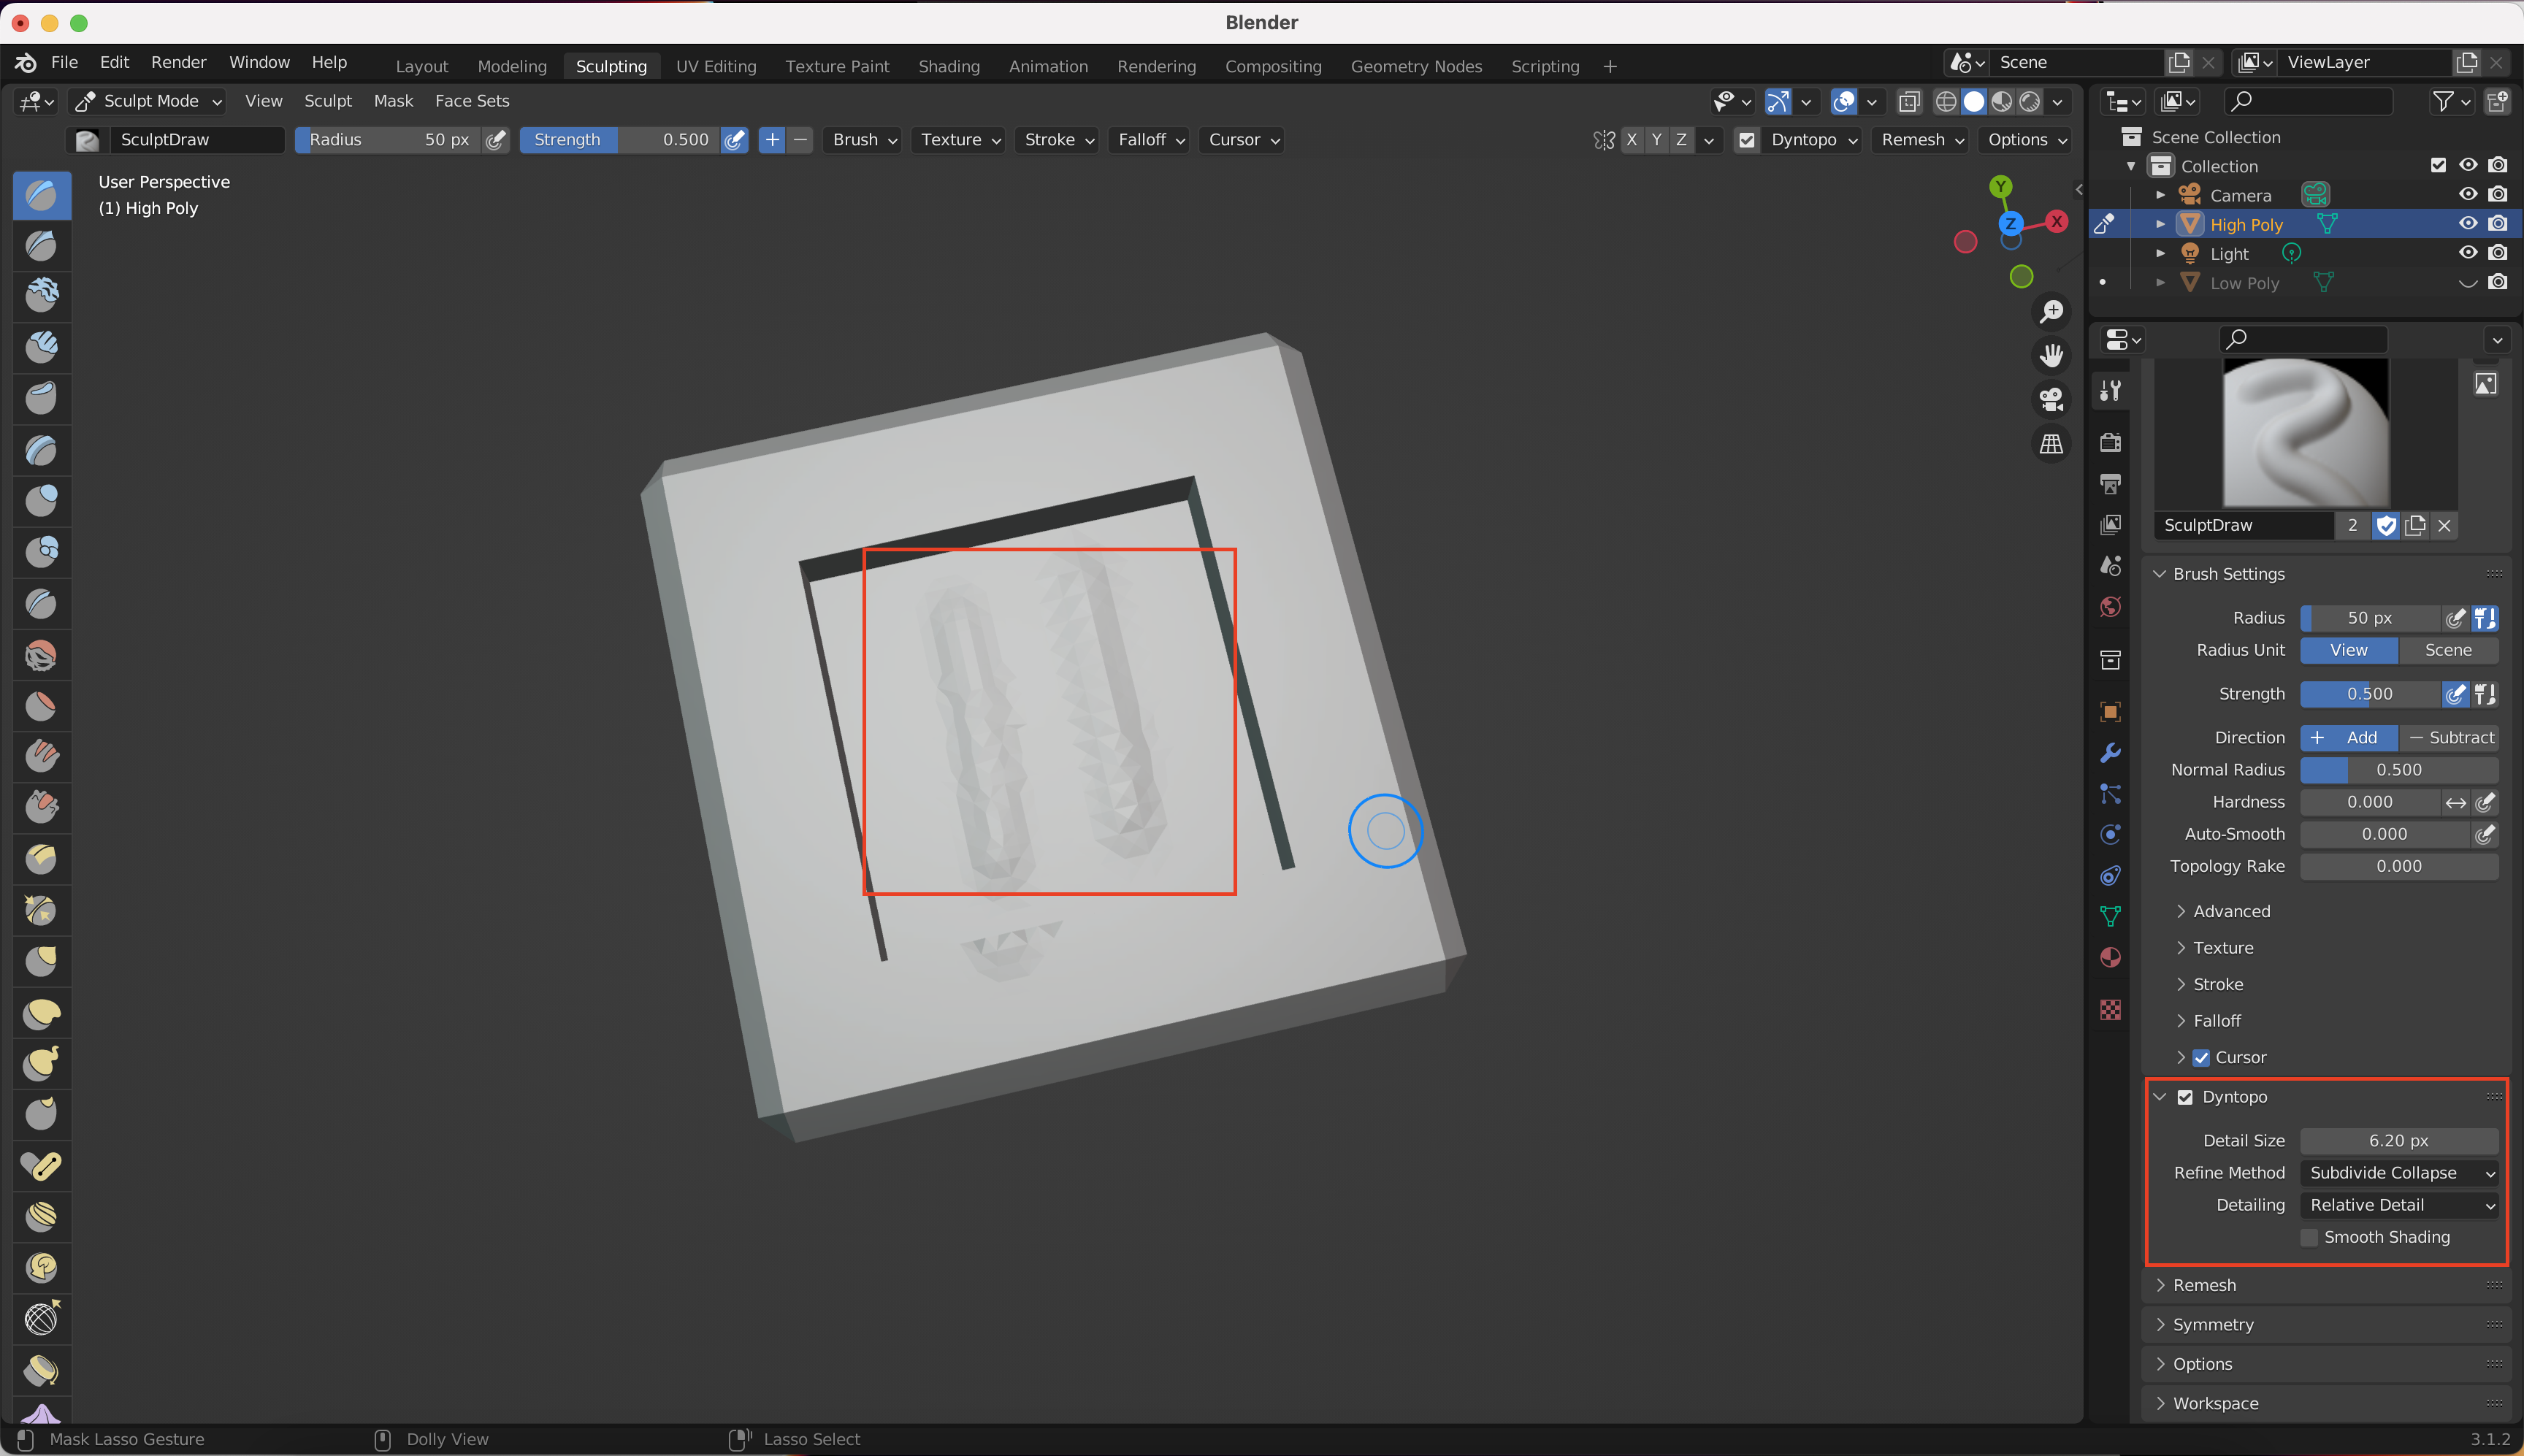 Blender
File Edit Render Window Help Layout Modeling Sculpting UV Editing Texture Paint Shading Animation Rendering Compositing Geometry Nodes Scripting + Scene ViewLayer
Sculpt Mode View Sculpt Mask Face Sets
SculptDraw Radius 50 px Strength 0.500 + − Brush Texture Stroke Falloff Cursor X Y Z Dyntopo Remesh Options
User Perspective
(1) High Poly
Y
Z X
Scene Collection
Collection
Camera
High Poly
Light
Low Poly
SculptDraw 2
Brush Settings
Radius 50 px
Radius Unit View Scene
Strength 0.500
Direction + Add − Subtract
Normal Radius 0.500
Hardness 0.000
Auto-Smooth 0.000
Topology Rake 0.000
Advanced
Texture
Stroke
Falloff
Cursor
Dyntopo
Detail Size 6.20 px
Refine Method Subdivide Collapse
Detailing Relative Detail
Smooth Shading
Remesh
Symmetry
Options
Workspace
Mask Lasso Gesture Dolly View Lasso Select 3.1.2